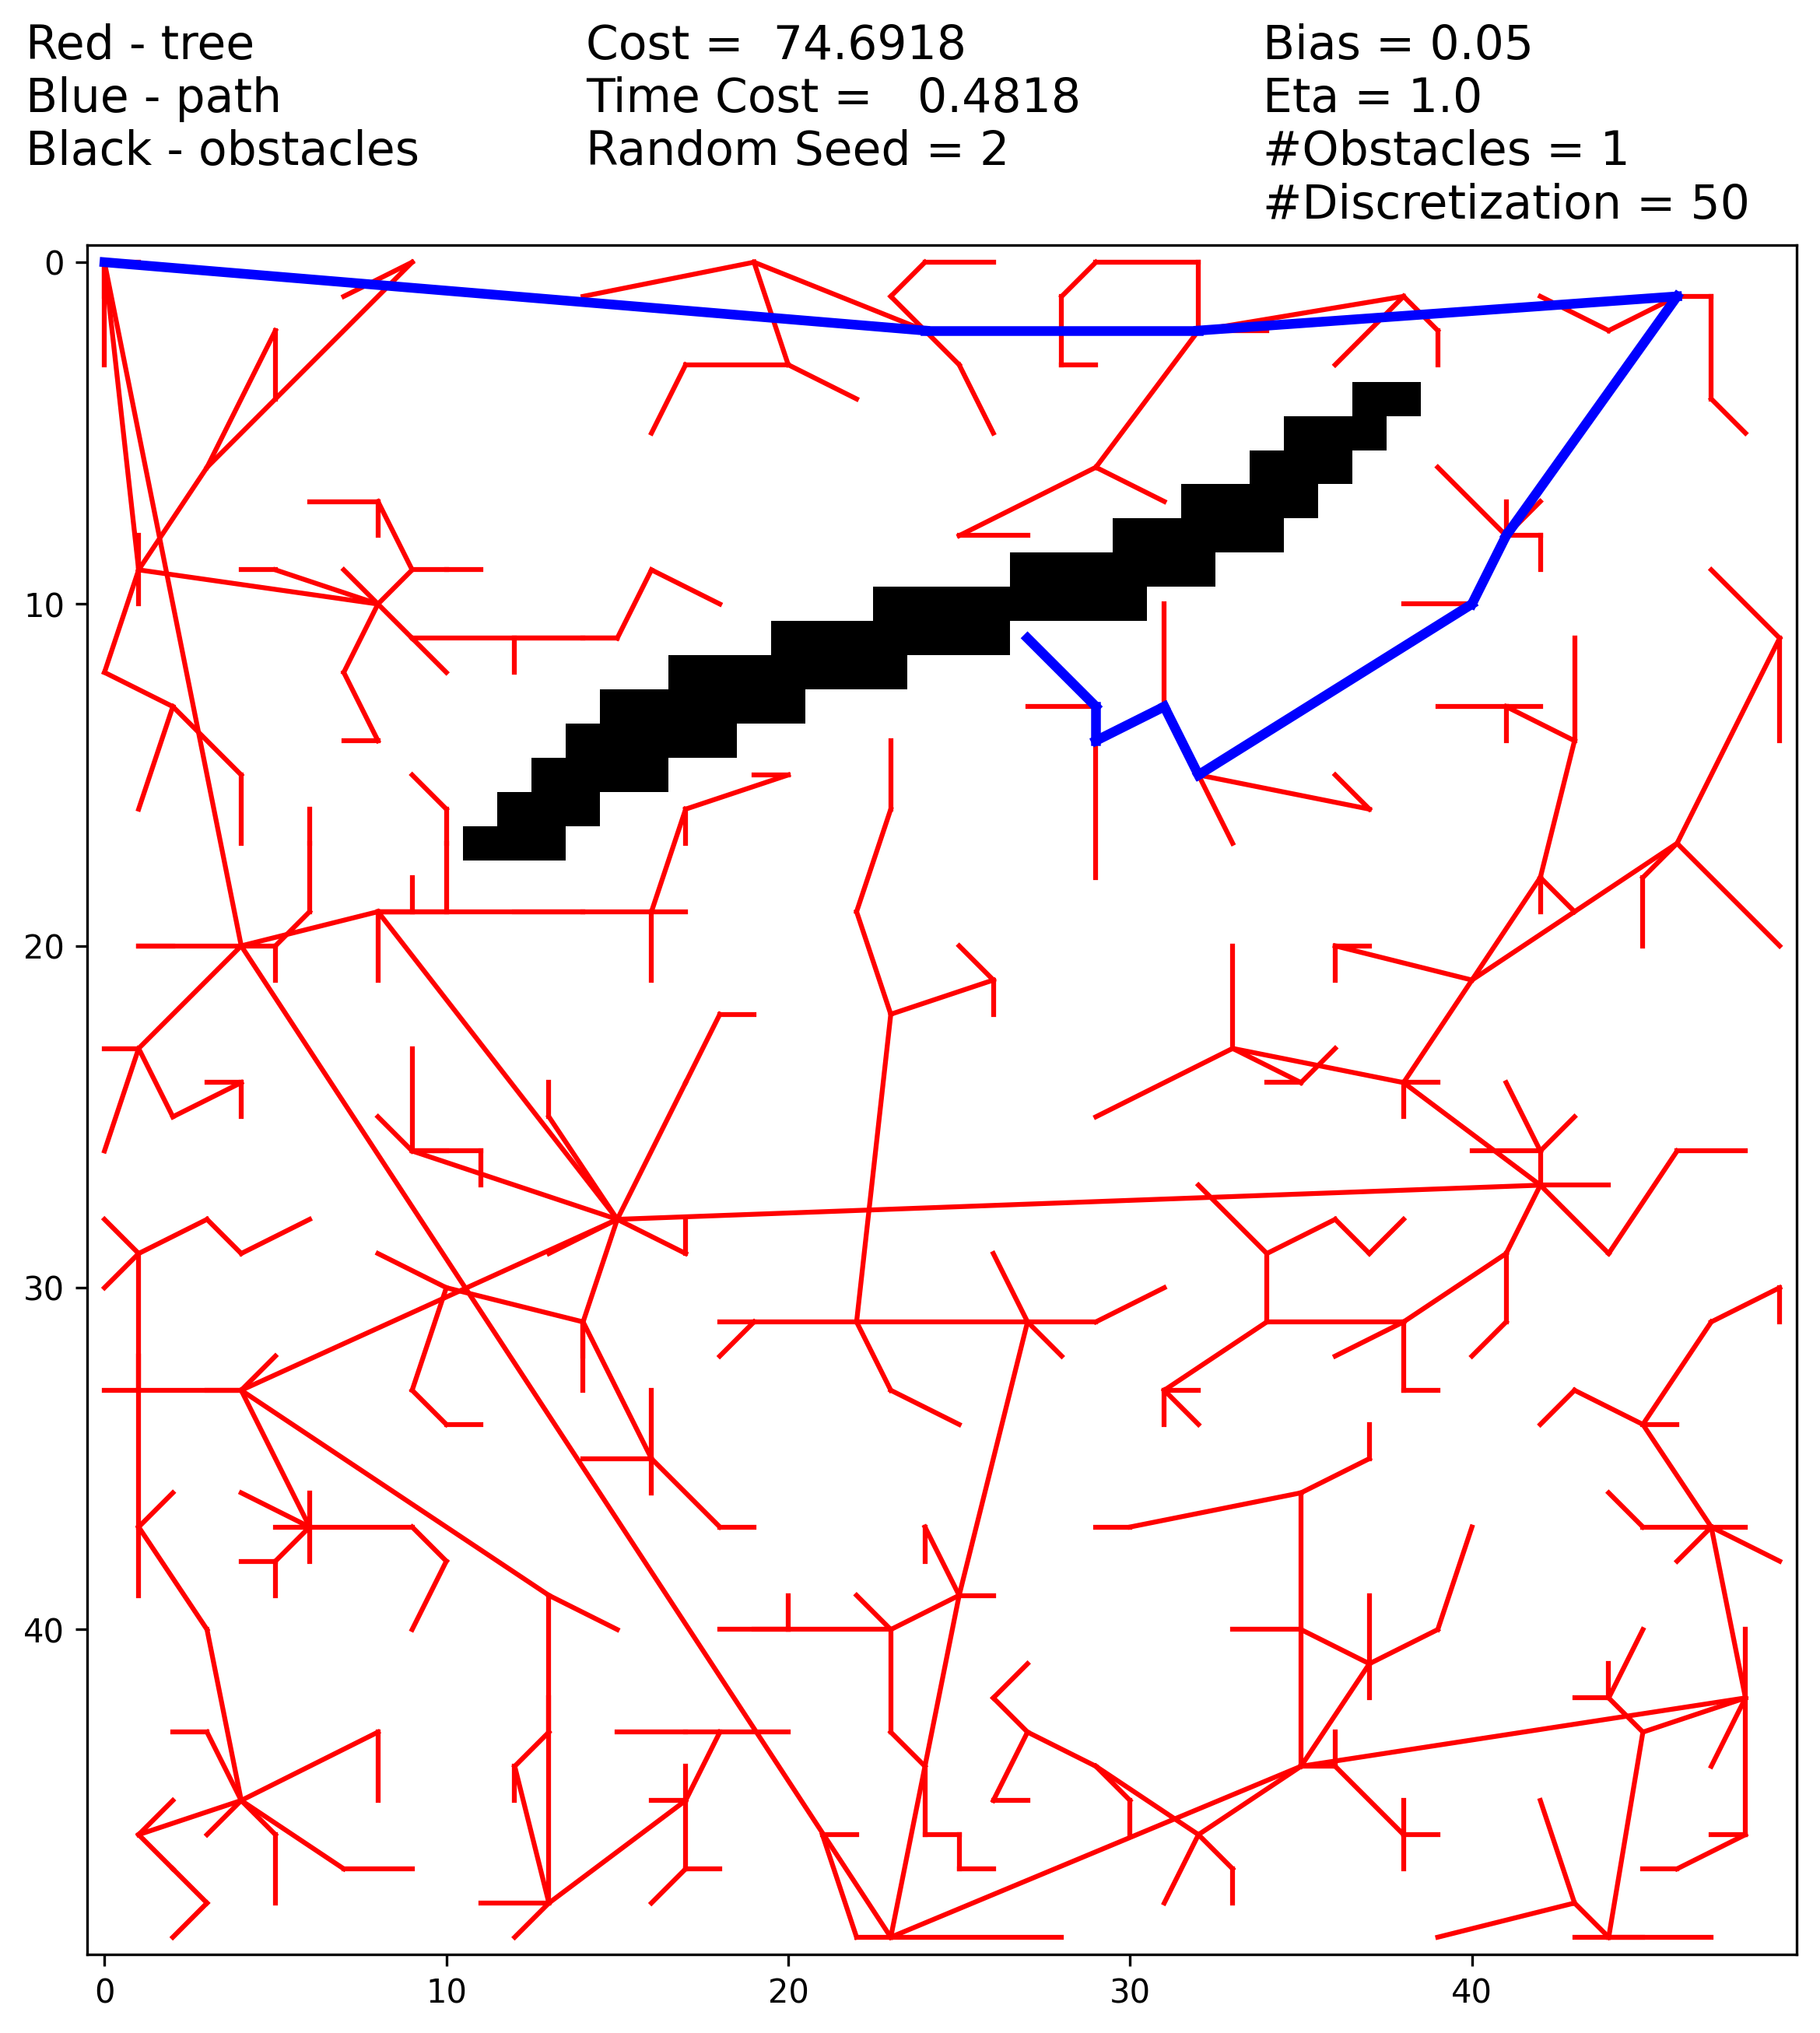 Red - tree
Blue - path
Black - obstacles
Cost =  74.6918
Time Cost =   0.4818
Random Seed = 2
Bias = 0.05
Eta = 1.0
#Obstacles = 1
#Discretization = 50
0
10
20
30
40
0
10
20
30
40